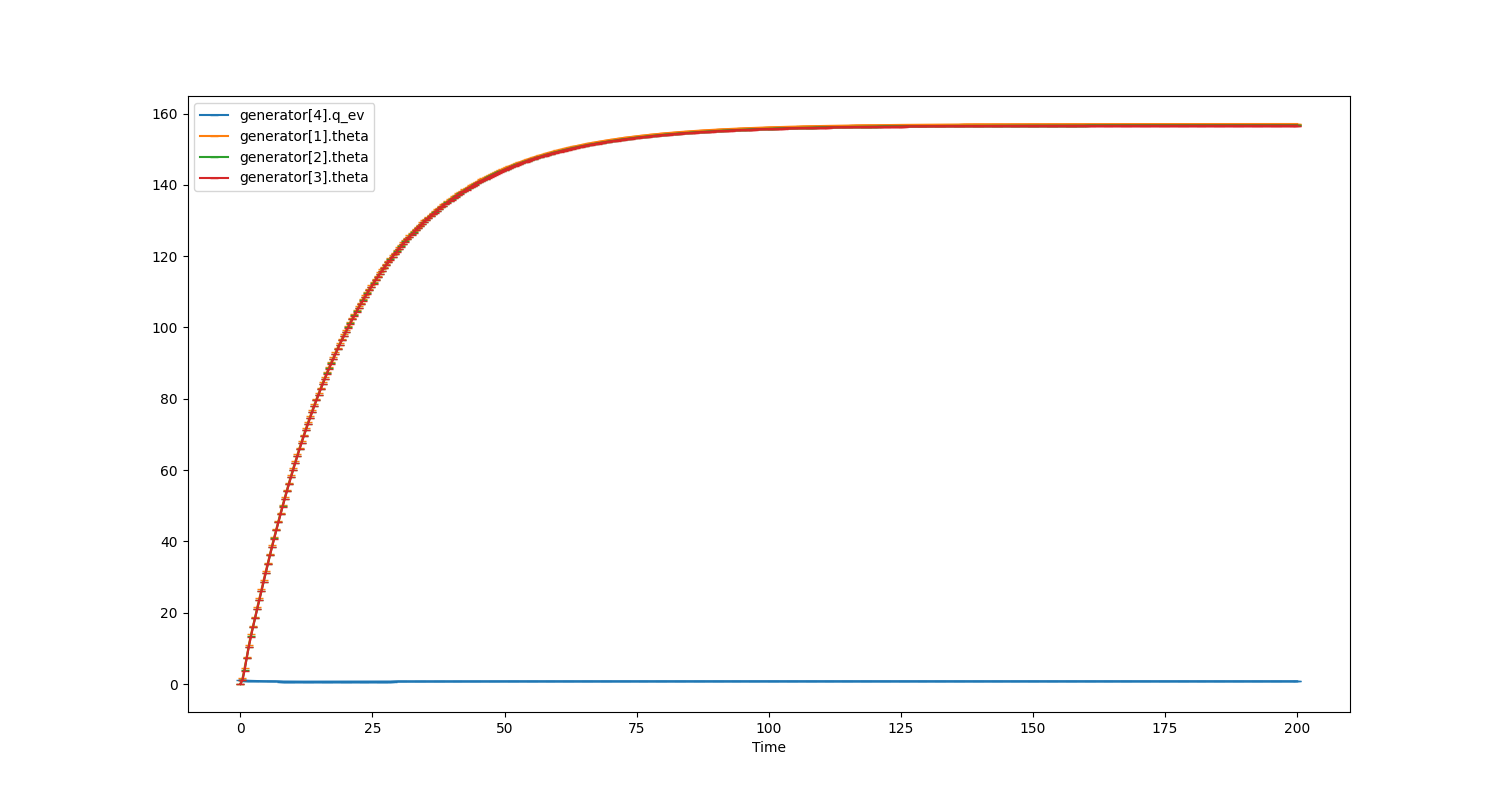 generator[4].q_ev
generator[1].theta
generator[2].theta
generator[3].theta
160
140
120
100
80
60
40
20
0
0 25 50 75 100 125 150 175 200
Time